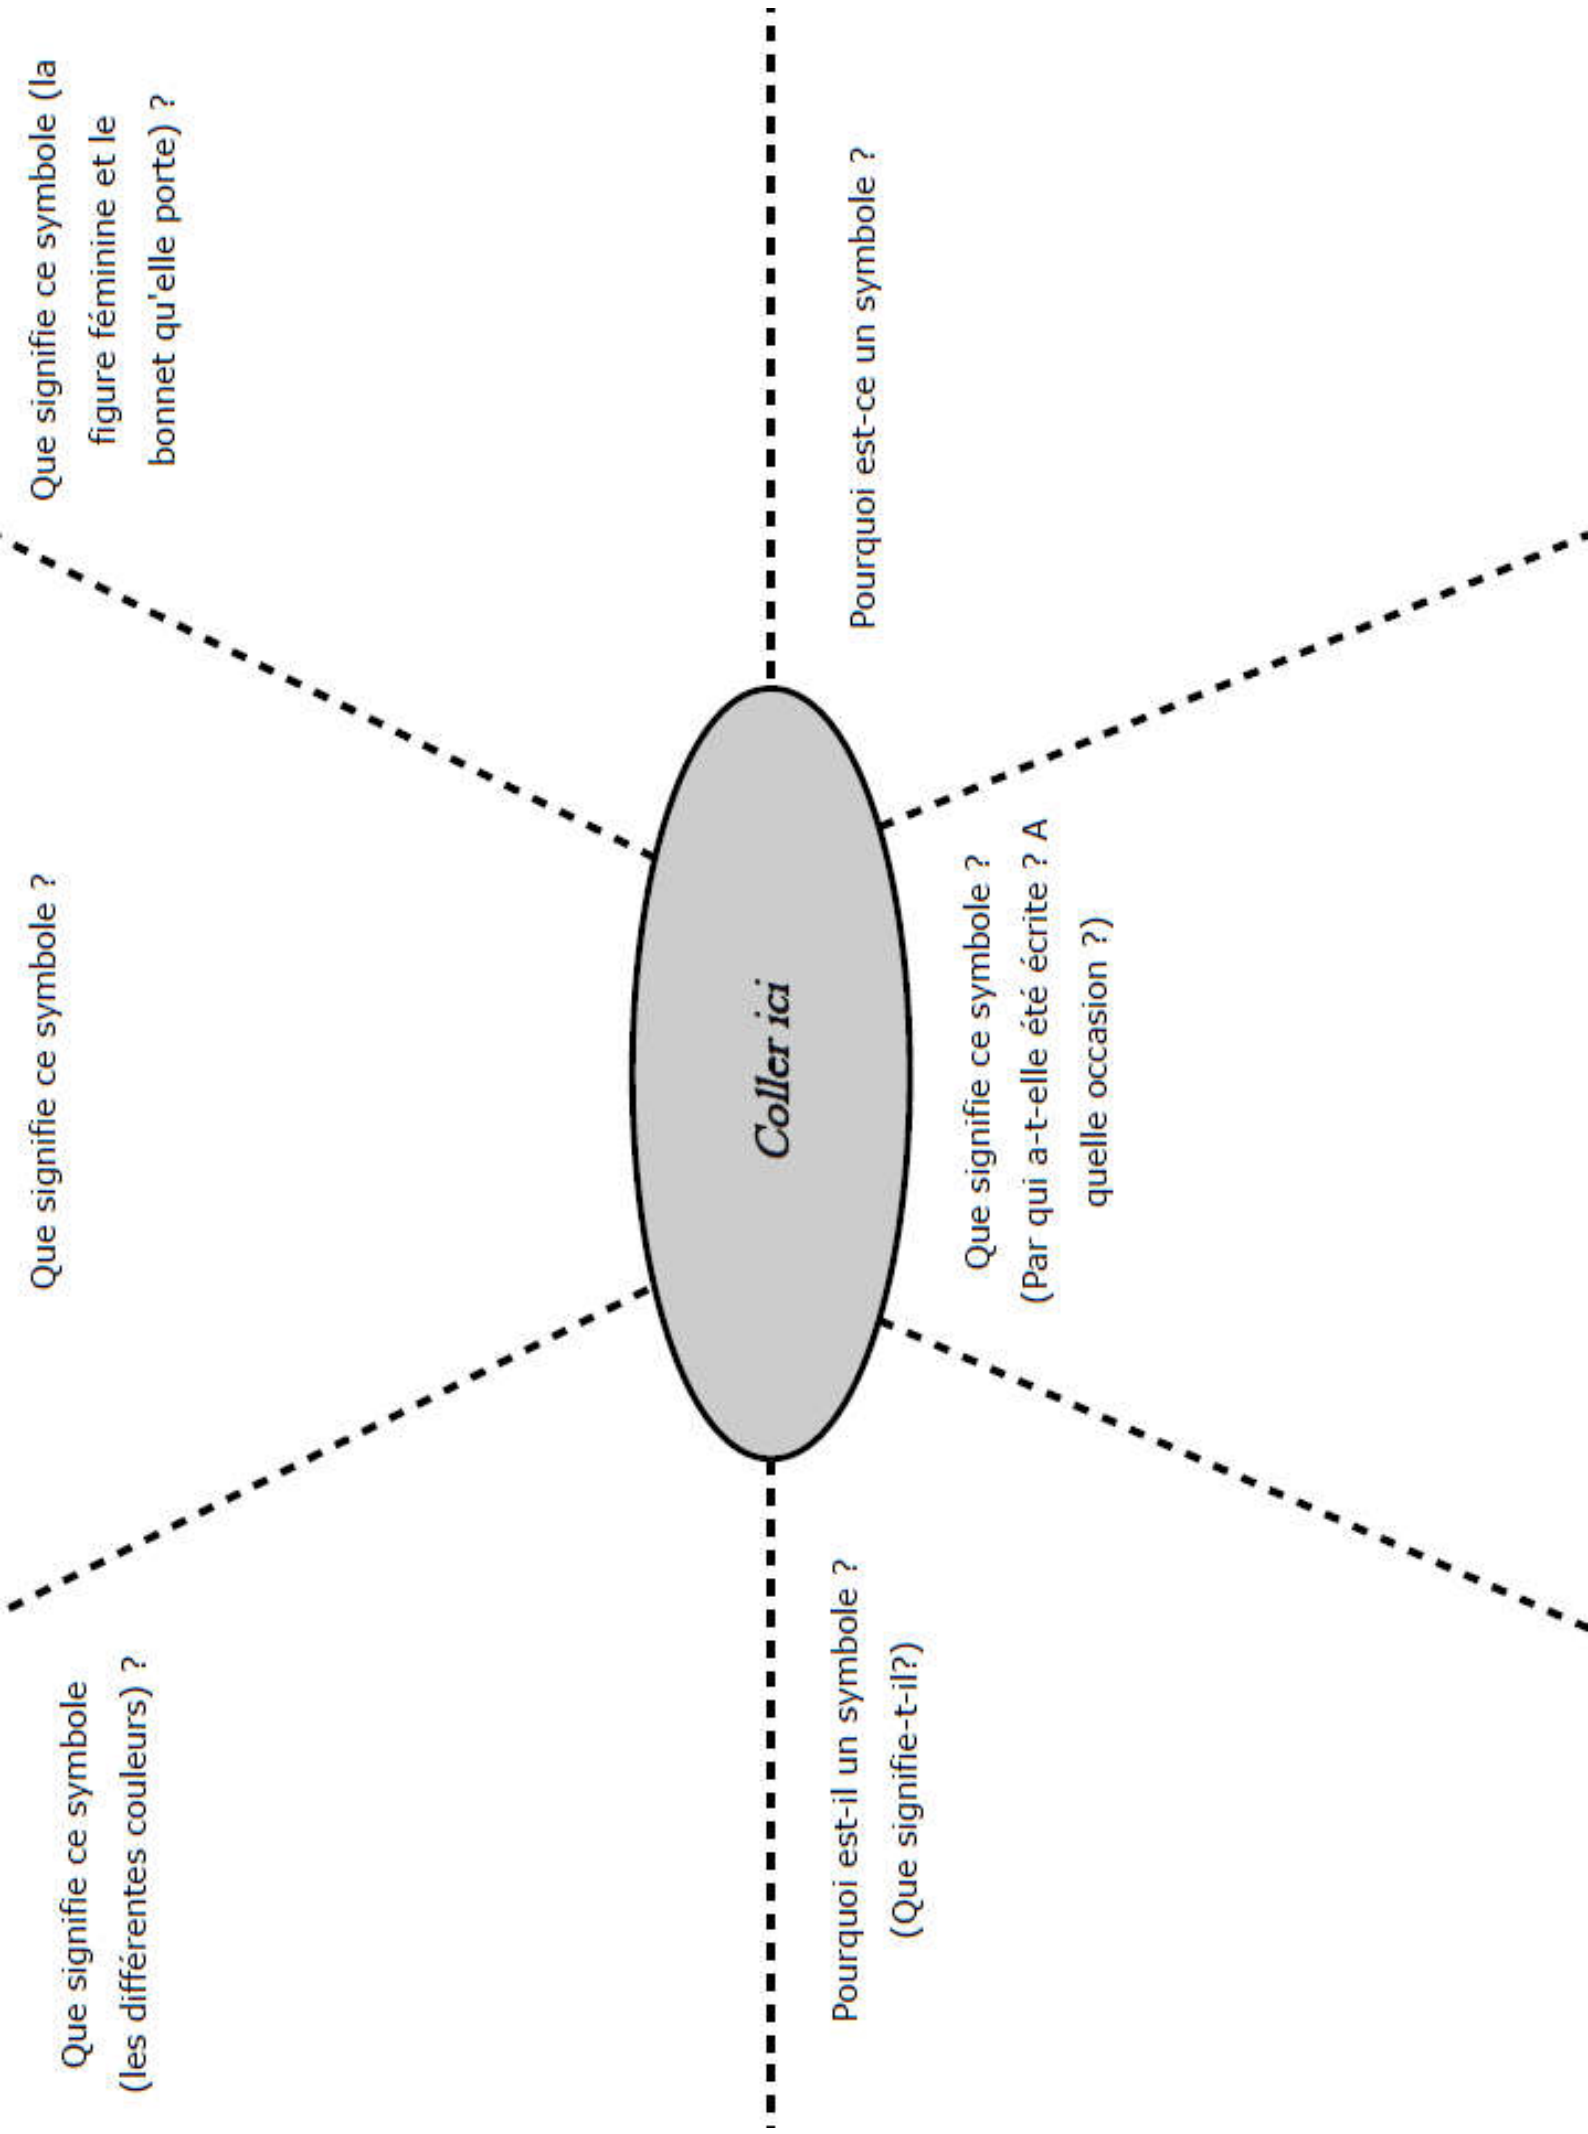 Que signifie ce symbole
(les différentes couleurs) ?
Que signifie ce symbole ?
Que signifie ce symbole (la
figure féminine et le
bonnet qu'elle porte) ?
Coller ici
Pourquoi est-il un symbole ?
(Que signifie-t-il?)
Que signifie ce symbole ?
(Par qui a-t-elle été écrite ? A
quelle occasion ?)
Pourquoi est-ce un symbole ?